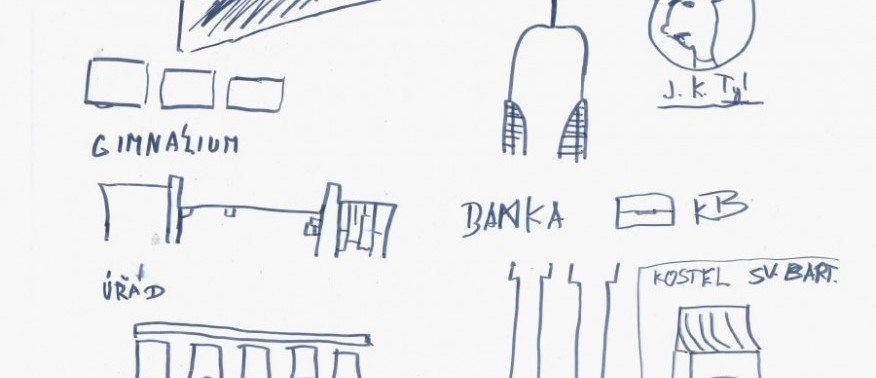 J. K. Tyl
GIMNAZIUM
BANKA
KB
ÚŘAD
KOSTEL SV. BART.